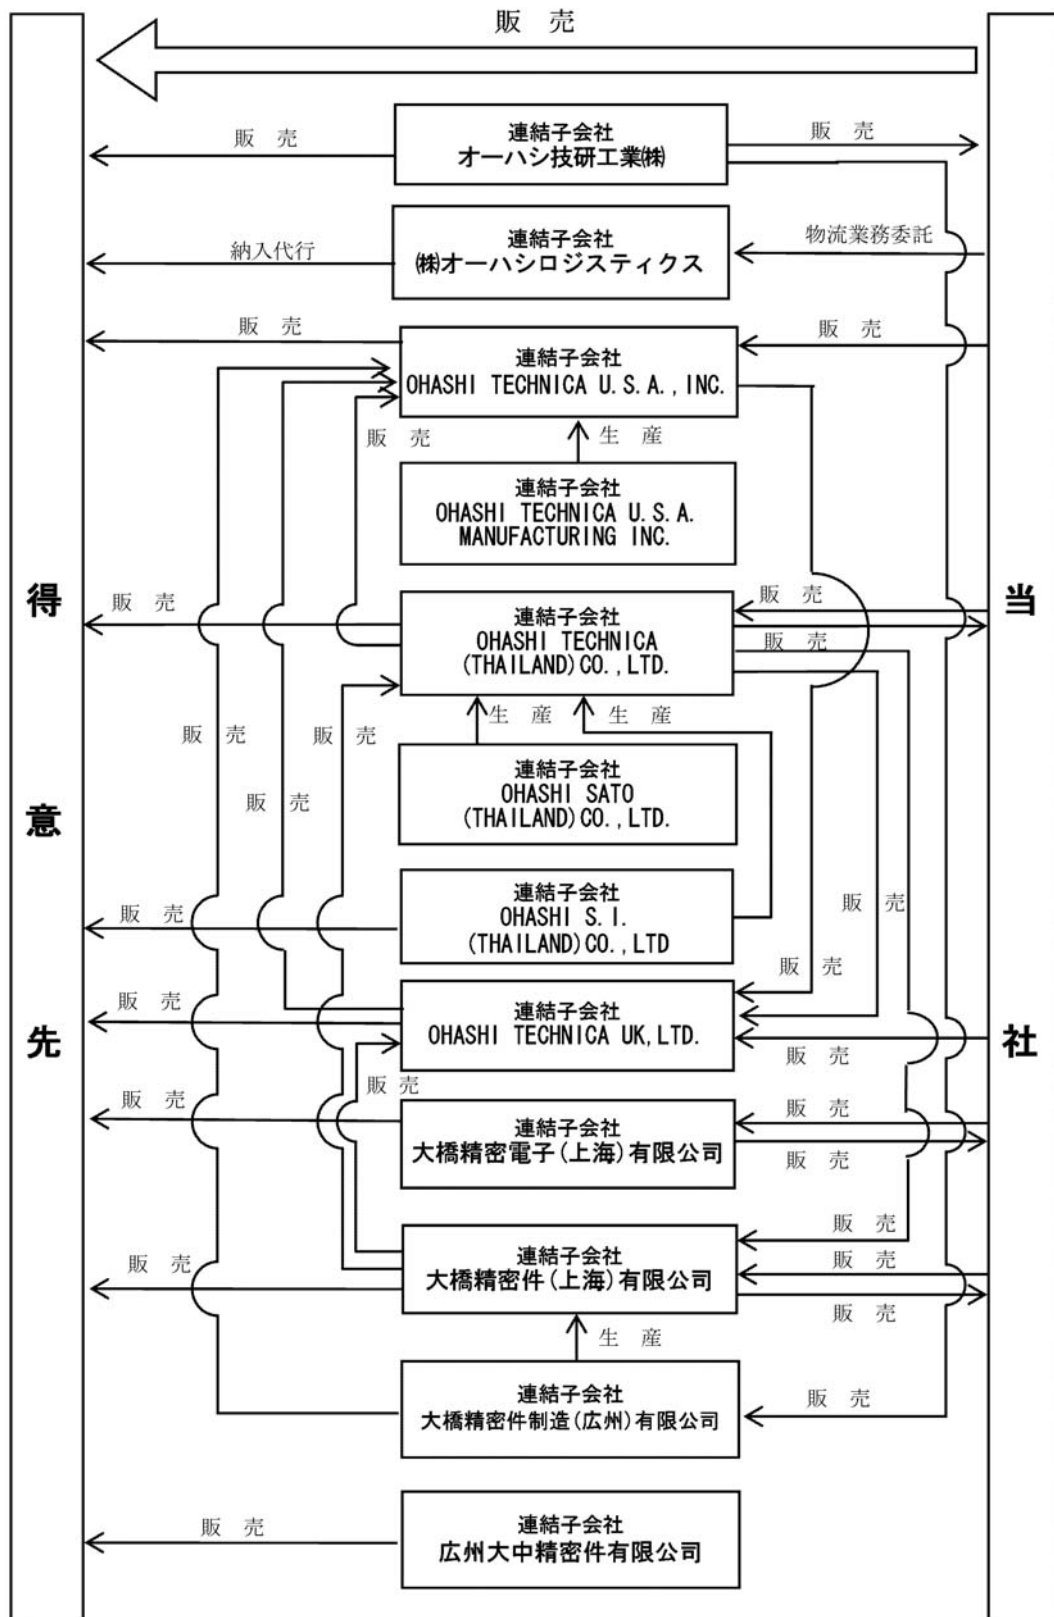 販　売
連結子会社
オーハシ技研工業㈱
販　売
販　売
連結子会社
㈱オーハシロジスティクス
納入代行
物流業務委託
販　売
販　売
連結子会社
OHASHI TECHNICA U.S.A.,INC.
販　売
生　産
連結子会社
OHASHI TECHNICA U.S.A.
MANUFACTURING INC.
得意先
当社
販　売
販　売
連結子会社
OHASHI TECHNICA
(THAILAND)CO.,LTD.
販　売
生　産
生　産
販　売
販　売
販　売
連結子会社
OHASHI SATO
(THAILAND)CO.,LTD.
販　売
連結子会社
OHASHI S.I.
(THAILAND)CO.,LTD
販　売
販　売
販　売
連結子会社
OHASHI TECHNICA UK,LTD.
販　売
販　売
販売
販　売
連結子会社
大橋精密電子(上海)有限公司
販　売
販　売
連結子会社
大橋精密件(上海)有限公司
販　売
販　売
販　売
販　売
生　産
連結子会社
大橋精密件制造(広州)有限公司
販　売
連結子会社
広州大中精密件有限公司
販　売